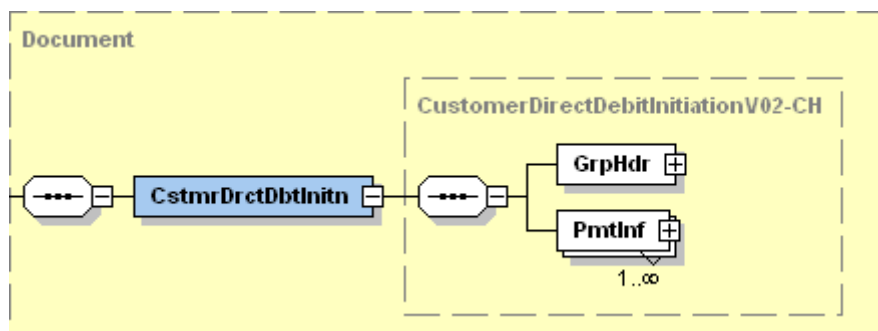 Document
CustomerDirectDebitInitiationV02-CH
GrpHdr
CstmrDrctDbtInitn
PmtInf
1..∞